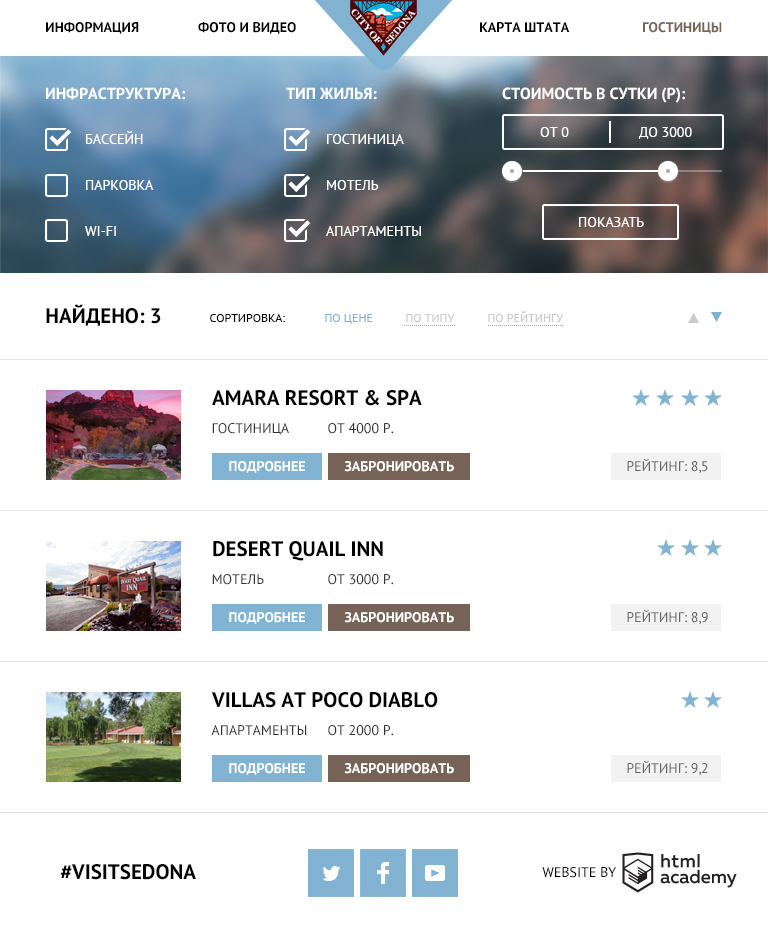 ИНФОРМАЦИЯ
ФОТО И ВИДЕО
CITY OF SEDONA
КАРТА ШТАТА
ГОСТИНИЦЫ
ИНФРАСТРУКТУРА:
БАССЕЙН
ПАРКОВКА
WI-FI
ТИП ЖИЛЬЯ:
ГОСТИНИЦА
МОТЕЛЬ
АПАРТАМЕНТЫ
СТОИМОСТЬ В СУТКИ (Р):
ОТ 0
ДО 3000
ПОКАЗАТЬ
НАЙДЕНО: 3
СОРТИРОВКА:
ПО ЦЕНЕ
ПО ТИПУ
ПО РЕЙТИНГУ
AMARA RESORT & SPA
ГОСТИНИЦА
ОТ 4000 Р.
ПОДРОБНЕЕ
ЗАБРОНИРОВАТЬ
РЕЙТИНГ: 8,5
DESERT QUAIL
INN
DESERT QUAIL INN
МОТЕЛЬ
ОТ 3000 Р.
ПОДРОБНЕЕ
ЗАБРОНИРОВАТЬ
РЕЙТИНГ: 8,9
VILLAS AT POCO DIABLO
АПАРТАМЕНТЫ
ОТ 2000 Р.
ПОДРОБНЕЕ
ЗАБРОНИРОВАТЬ
РЕЙТИНГ: 9,2
#VISITSEDONA
WEBSITE BY
html
academy